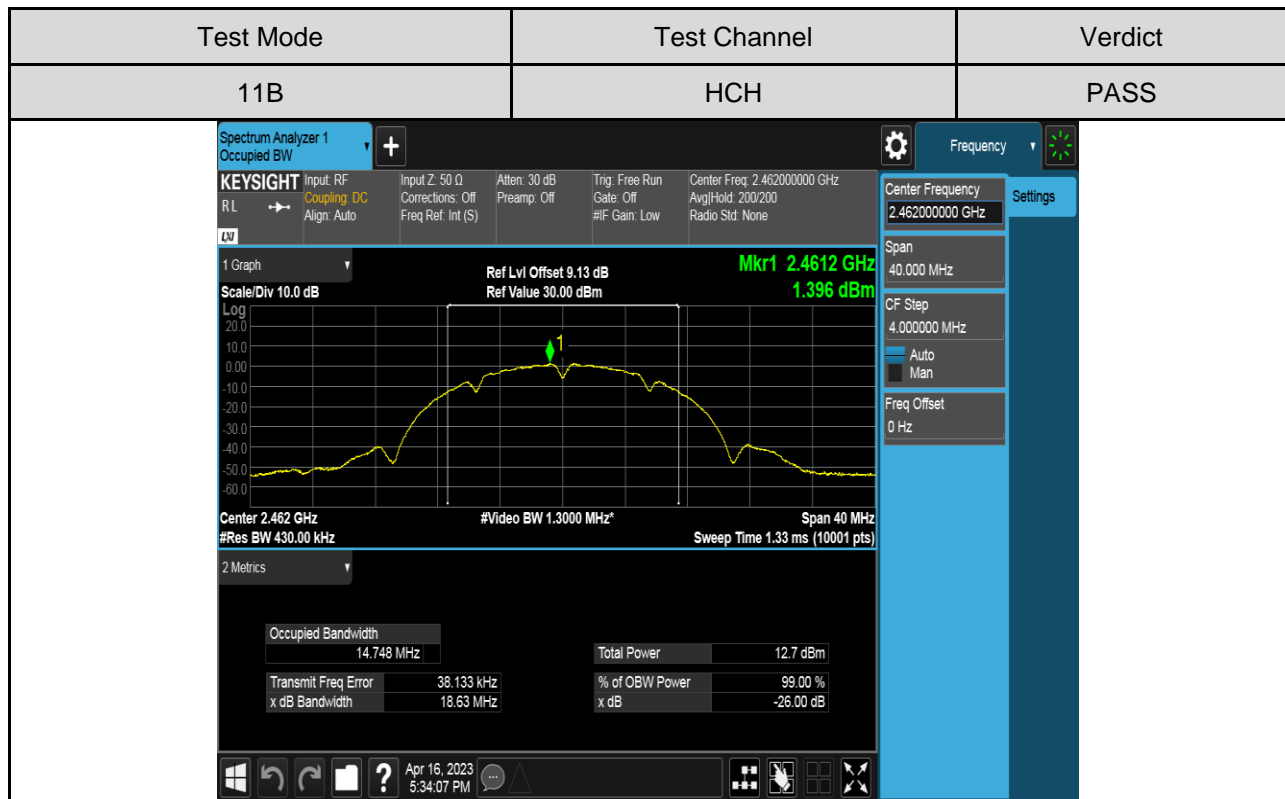 Test Mode Test Channel Verdict
11B HCH PASS
Spectrum Analyzer 1
Occupied BW
+
Frequency
KEYSIGHT Input: RF Input Z: 50 Ω Atten: 30 dB Trig: Free Run Center Freq: 2.462000000 GHz
RL Coupling: DC Corrections: Off Preamp: Off Gate: Off Avg|Hold: 200/200
Align: Auto Freq Ref: Int (S) #IF Gain: Low Radio Std: None
LXI
Center Frequency
2.462000000 GHz
Settings
Span
40.000 MHz
CF Step
4.000000 MHz
Auto
Man
Freq Offset
0 Hz
1 Graph
Ref Lvl Offset 9.13 dB
Mkr1 2.4612 GHz
Scale/Div 10.0 dB Ref Value 30.00 dBm 1.396 dBm
Log
20.0
10.0
0.00
-10.0
-20.0
-30.0
-40.0
-50.0
-60.0
1
Center 2.462 GHz #Video BW 1.3000 MHz* Span 40 MHz
#Res BW 430.00 kHz Sweep Time 1.33 ms (10001 pts)
2 Metrics
Occupied Bandwidth
14.748 MHz Total Power 12.7 dBm
Transmit Freq Error 38.133 kHz % of OBW Power 99.00 %
x dB Bandwidth 18.63 MHz x dB -26.00 dB
? Apr 16, 2023
5:34:07 PM